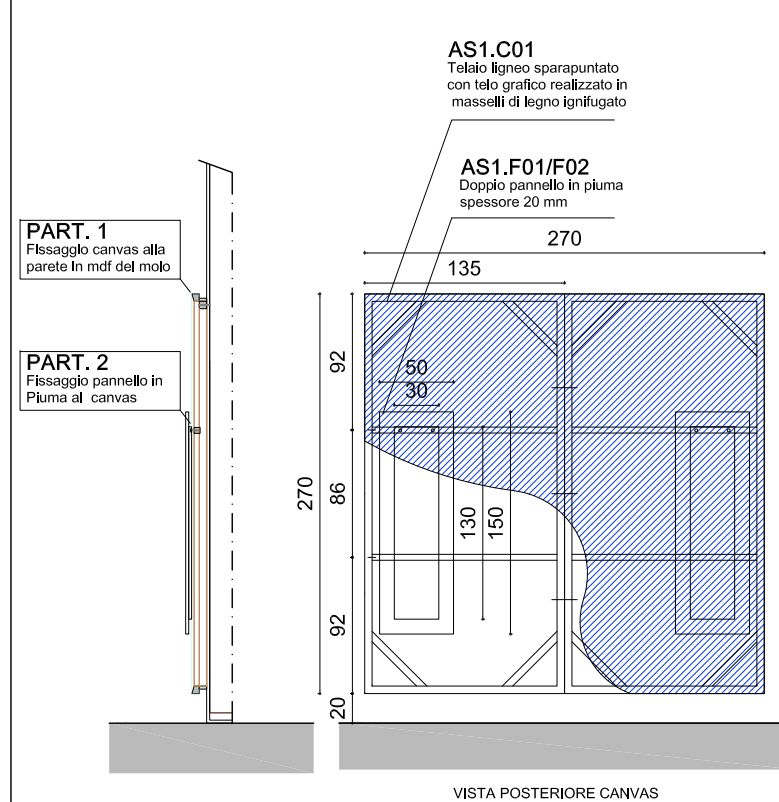 AS1.C01
Telaio ligneo sparapuntato
con telo grafico realizzato in
masselli di legno ignifugato
AS1.F01/F02
Doppio pannello in piuma
spessore 20 mm
PART. 1
FIssaggIo canvas alla
parete In mdf del molo
PART. 2
Fissaggio pannello in
Piuma al canvas
270
135
92
50
30
270
86
130
150
92
20
VISTA POSTERIORE CANVAS